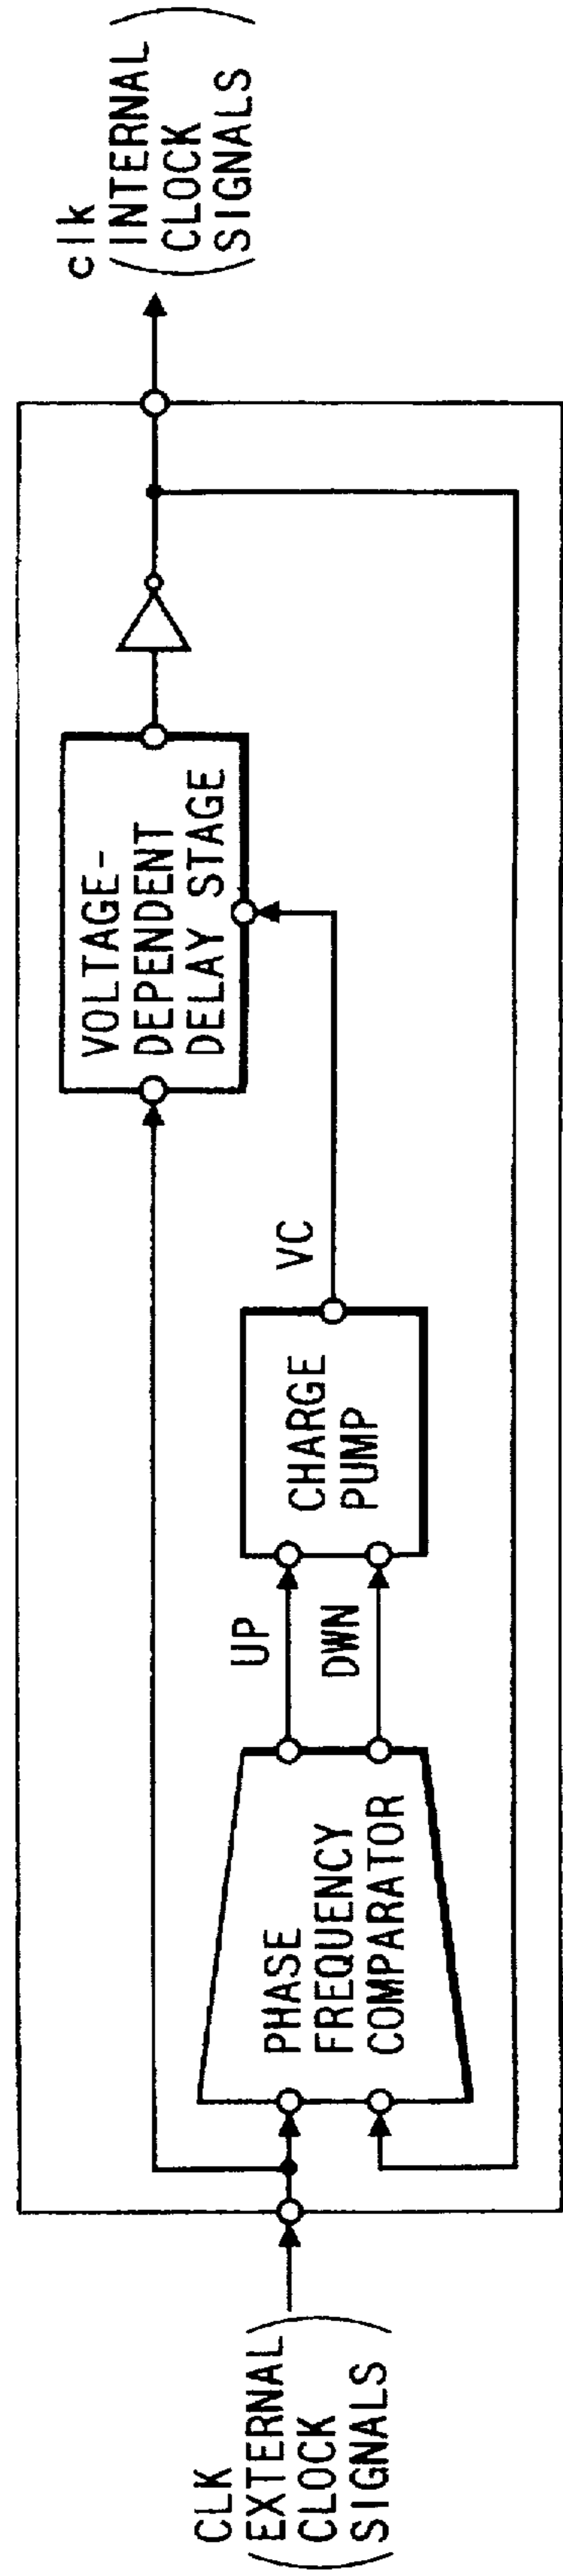 CLK
(EXTERNAL
CLOCK
SIGNALS)
PHASE
FREQUENCY
COMPARATOR
UP
DWN
CHARGE
PUMP
VC
VOLTAGE-
DEPENDENT
DELAY STAGE
clk
(INTERNAL
CLOCK
SIGNALS)